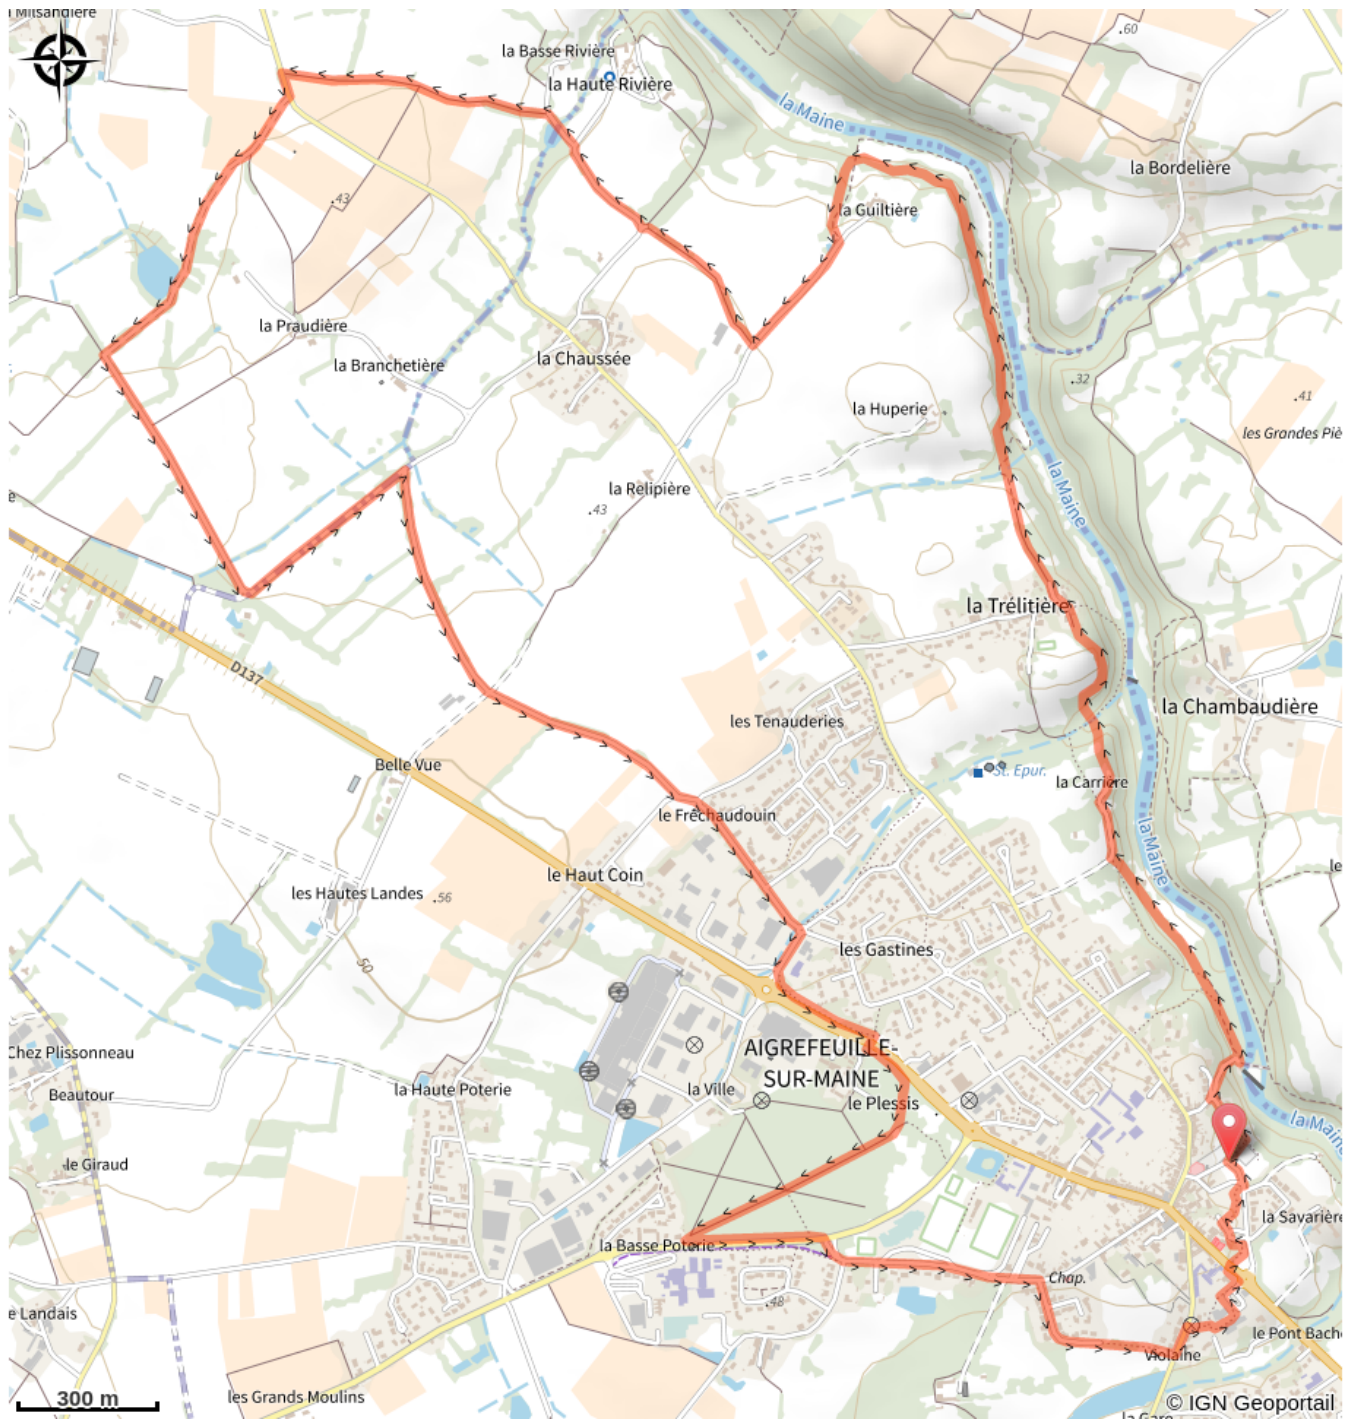 Milsandière
la Basse Rivière
la Haute Rivière
.60
la Maine
la Bordelière
la Guiltière
.43
la Praudière
la Branchetière
la Chaussée
.32
.41
la Huperie
les Grandes Piè
la Relipière
.43
la Maine
la Trélitière
D137
la Chambaudière
les Tenauderies
Belle Vue
St. Epur.
la Carrière
le Fréchaudouin
la Maine
le Haut Coin
les Hautes Landes
.56
les Gastines
50
Chez Plissonneau
AIGREFEUILLE-
SUR-MAINE
Beautour
la Haute Poterie
la Ville
le Plessis
la Main
le Giraud
la Savarière
la Basse Poterie
Chap.
.48
e Landais
le Pont Bach
Violaine
les Grands Moulins
300 m
© IGN Geoportail
la Gare